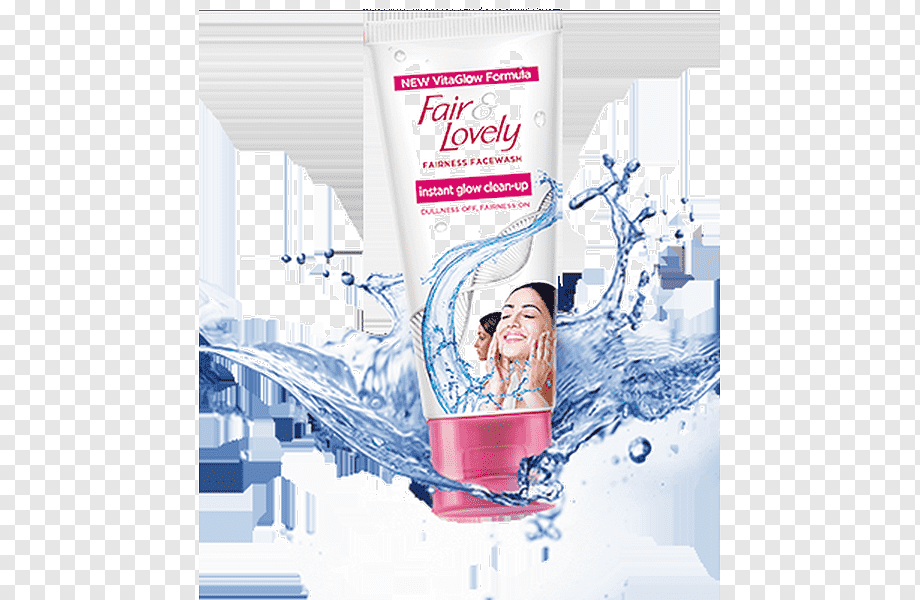 NEW VitaGlow Formula
Fair &
Lovely
FAIRNESS FACEWASH
instant glow clean-up
DULLNESS OFF, FAIRNESS ON